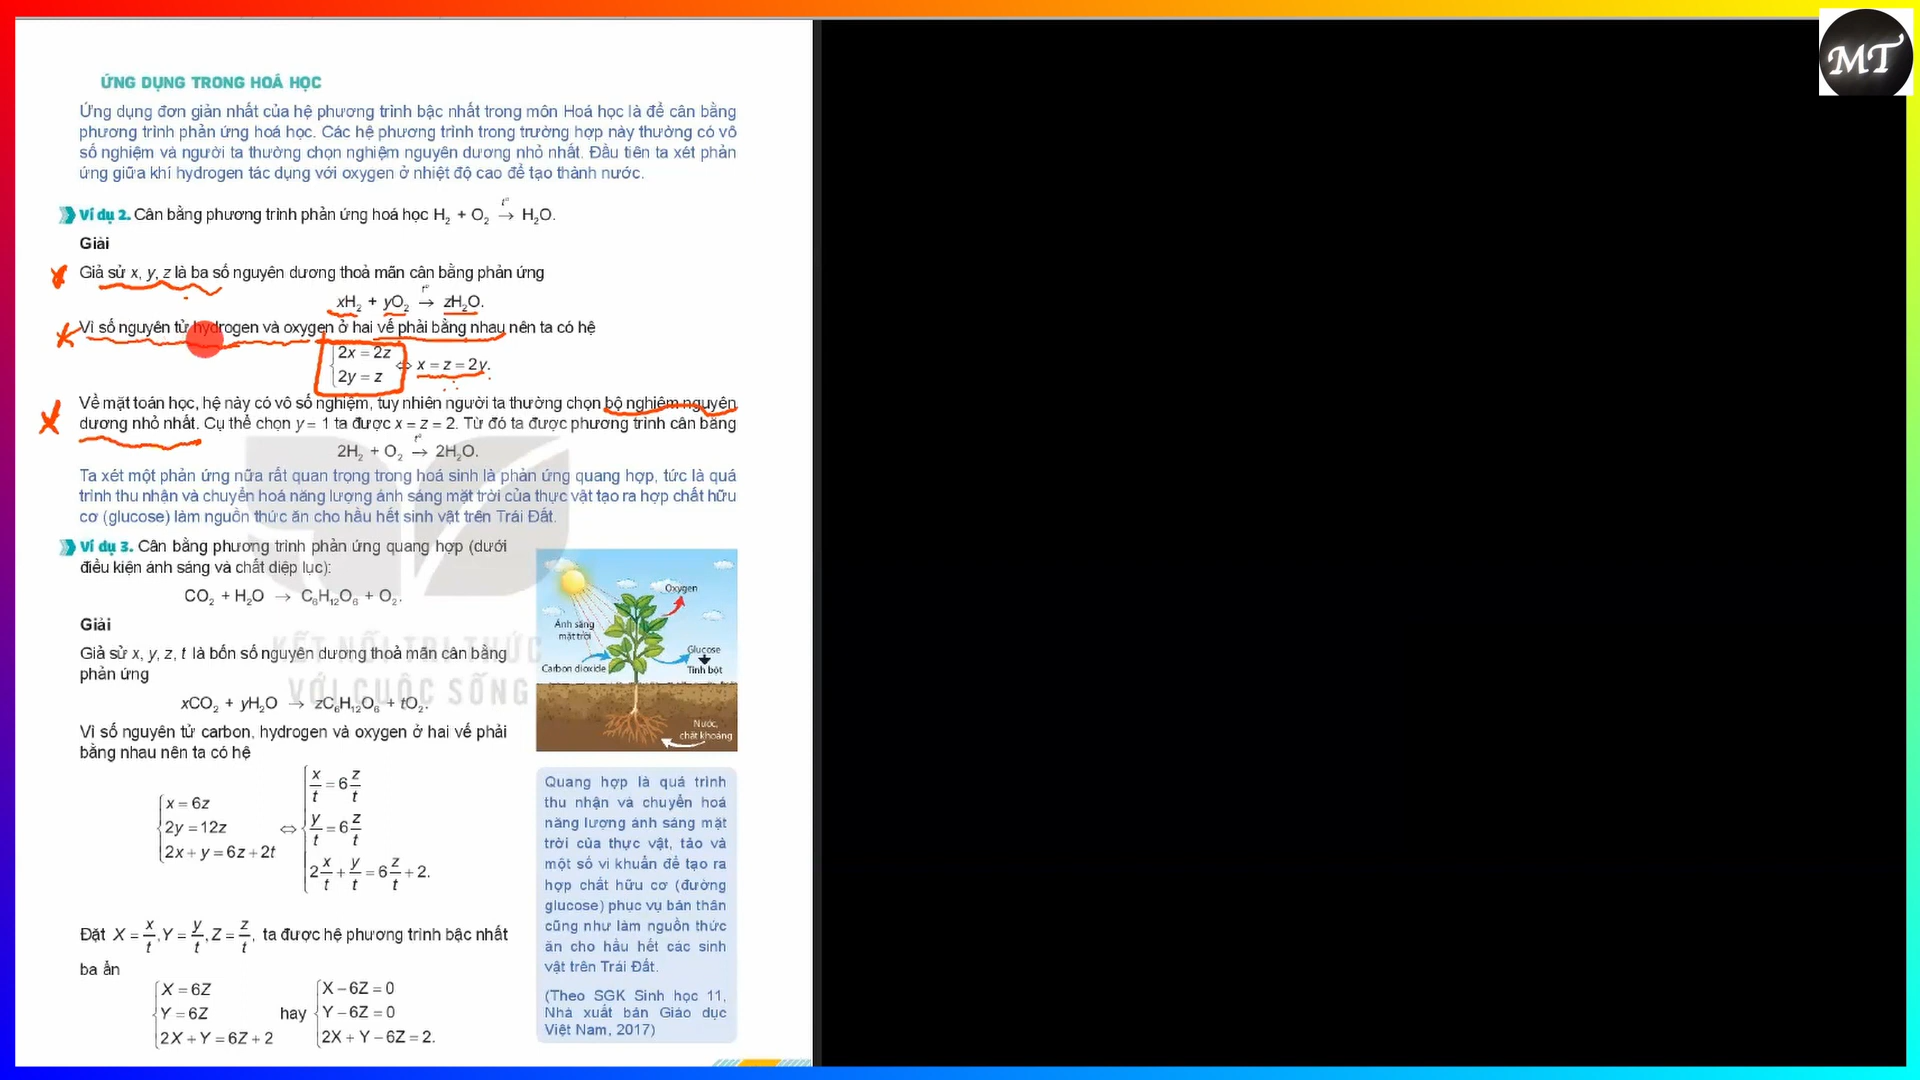 MT
ỨNG DỤNG TRONG HOÁ HỌC
Ứng dụng đơn giản nhất của hệ phương trình bậc nhất trong môn Hoá học là để cân bằng
phương trình phản ứng hoá học. Các hệ phương trình trong trường hợp này thường có vô
số nghiệm và người ta thường chọn nghiệm nguyên dương nhỏ nhất. Đầu tiên ta xét phản
ứng giữa khí hydrogen tác dụng với oxygen ở nhiệt độ cao để tạo thành nước.
Ví dụ 2. Cân bằng phương trình phản ứng hoá học H₂ + O₂ →(t°) H₂O.
Giải
Giả sử x, y, z là ba số nguyên dương thoả mãn cân bằng phản ứng
xH₂ + yO₂ →(t°) zH₂O.
Vì số nguyên tử hydrogen và oxygen ở hai vế phải bằng nhau nên ta có hệ
{2x = 2z
2y = z ⇔ x = z = 2y.
Về mặt toán học, hệ này có vô số nghiệm, tuy nhiên người ta thường chọn bộ nghiệm nguyên
dương nhỏ nhất. Cụ thể chọn y = 1 ta được x = z = 2. Từ đó ta được phương trình cân bằng
2H₂ + O₂ →(t°) 2H₂O.
Ta xét một phản ứng nữa rất quan trọng trong hoá sinh là phản ứng quang hợp, tức là quá
trình thu nhận và chuyển hoá năng lượng ánh sáng mặt trời của thực vật tạo ra hợp chất hữu
cơ (glucose) làm nguồn thức ăn cho hầu hết sinh vật trên Trái Đất.
Ví dụ 3. Cân bằng phương trình phản ứng quang hợp (dưới
điều kiện ánh sáng và chất diệp lục):
CO₂ + H₂O → C₆H₁₂O₆ + O₂.
Giải
Giả sử x, y, z, t là bốn số nguyên dương thoả mãn cân bằng
phản ứng
xCO₂ + yH₂O → zC₆H₁₂O₆ + tO₂.
Vì số nguyên tử carbon, hydrogen và oxygen ở hai vế phải
bằng nhau nên ta có hệ
{x = 6z
2y = 12z
2x + y = 6z + 2t
⇔ {x/t = 6 z/t
y/t = 6 z/t
2 x/t + y/t = 6 z/t + 2.
Đặt X = x/t, Y = y/t, Z = z/t, ta được hệ phương trình bậc nhất
ba ẩn
{X = 6Z
Y = 6Z
2X + Y = 6Z + 2
hay {X – 6Z = 0
Y – 6Z = 0
2X + Y – 6Z = 2.
KẾT NỐI TRI THỨC
VỚI CUỘC SỐNG
Oxygen
Ánh sáng
mặt trời
Glucose
Carbon dioxide
Tinh bột
Nước,
chất khoáng
Quang hợp là quá trình
thu nhận và chuyển hoá
năng lượng ánh sáng mặt
trời của thực vật, tảo và
một số vi khuẩn để tạo ra
hợp chất hữu cơ (đường
glucose) phục vụ bản thân
cũng như làm nguồn thức
ăn cho hầu hết các sinh
vật trên Trái Đất.
(Theo SGK Sinh học 11,
Nhà xuất bản Giáo dục
Việt Nam, 2017)